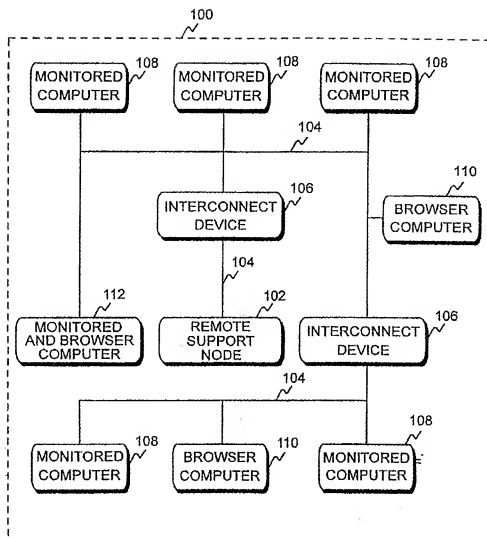 100
108
108
108
MONITORED
COMPUTER
MONITORED
COMPUTER
MONITORED
COMPUTER
104
106
110
INTERCONNECT
DEVICE
BROWSER
COMPUTER
104
112
102
106
MONITORED
AND BROWSER
COMPUTER
REMOTE
SUPPORT
NODE
INTERCONNECT
DEVICE
104
108
110
108
MONITORED
COMPUTER
BROWSER
COMPUTER
MONITORED
COMPUTER